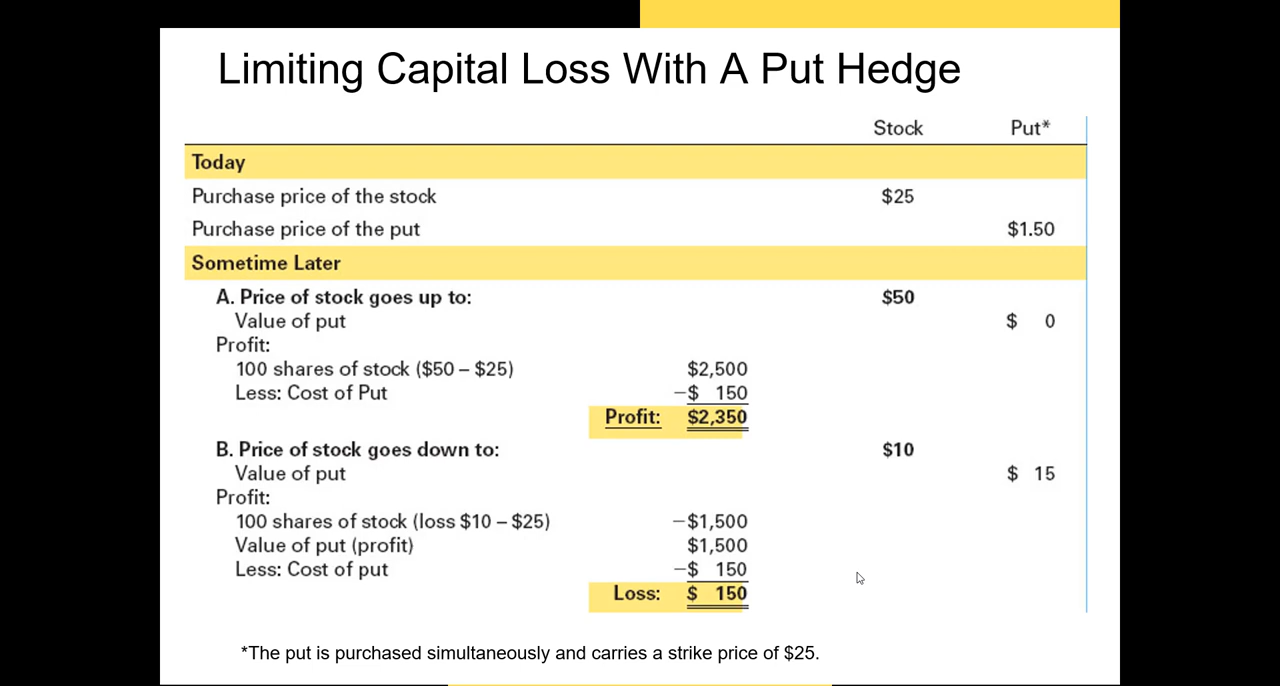 Limiting Capital Loss With A Put Hedge
Stock Put*
Today
Purchase price of the stock $25
Purchase price of the put $1.50
Sometime Later
A. Price of stock goes up to: $50
Value of put $ 0
Profit:
100 shares of stock ($50 – $25) $2,500
Less: Cost of Put –$ 150
Profit: $2,350
B. Price of stock goes down to: $10
Value of put $ 15
Profit:
100 shares of stock (loss $10 – $25) –$1,500
Value of put (profit) $1,500
Less: Cost of put –$ 150
Loss: $ 150
*The put is purchased simultaneously and carries a strike price of $25.